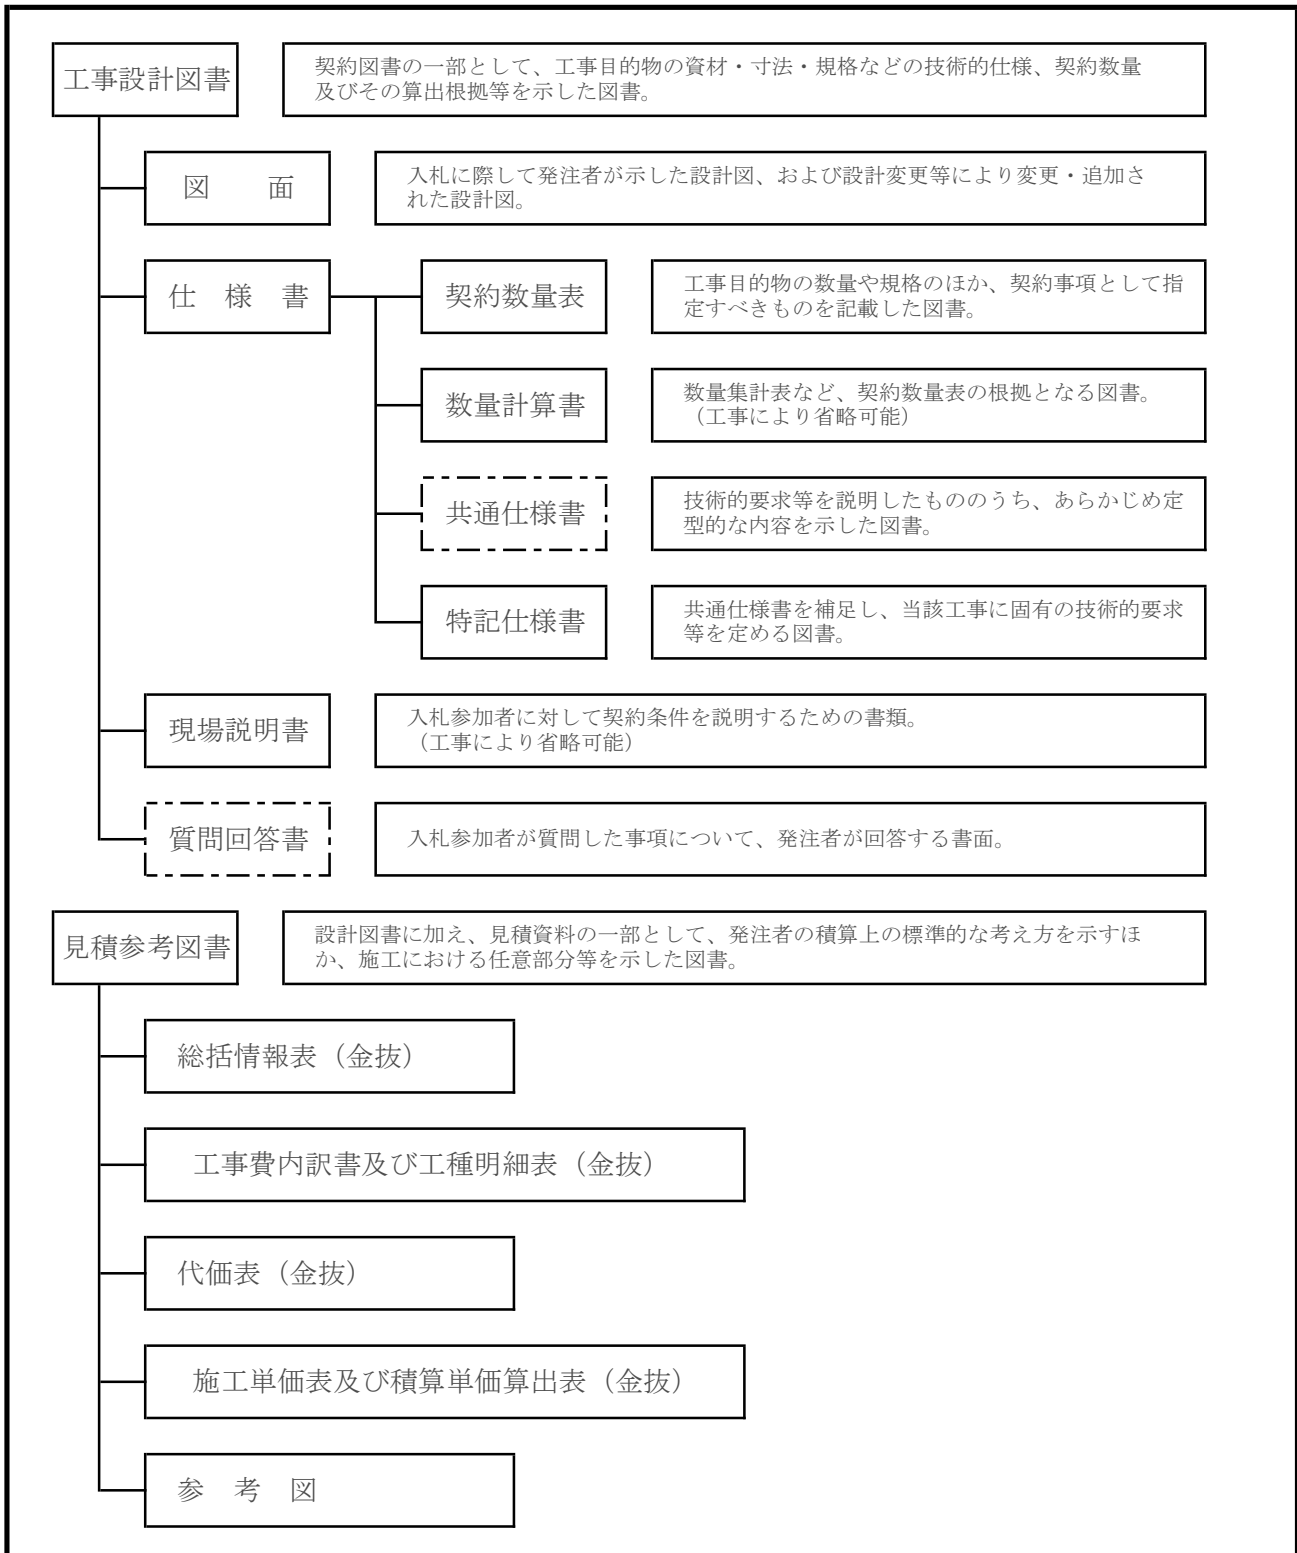 工事設計図書
契約図書の一部として、工事目的物の資材・寸法・規格などの技術的仕様、契約数量
及びその算出根拠等を示した図書。
図　　面
入札に際して発注者が示した設計図、および設計変更等により変更・追加さ
れた設計図。
仕　様　書
契約数量表
工事目的物の数量や規格のほか、契約事項として指
定すべきものを記載した図書。
数量計算書
数量集計表など、契約数量表の根拠となる図書。
（工事により省略可能）
共通仕様書
技術的要求等を説明したもののうち、あらかじめ定
型的な内容を示した図書。
特記仕様書
共通仕様書を補足し、当該工事に固有の技術的要求
等を定める図書。
現場説明書
入札参加者に対して契約条件を説明するための書類。
（工事により省略可能）
質問回答書
入札参加者が質問した事項について、発注者が回答する書面。
見積参考図書
設計図書に加え、見積資料の一部として、発注者の積算上の標準的な考え方を示すほ
か、施工における任意部分等を示した図書。
総括情報表（金抜）
工事費内訳書及び工種明細表（金抜）
代価表（金抜）
施工単価表及び積算単価算出表（金抜）
参　考　図